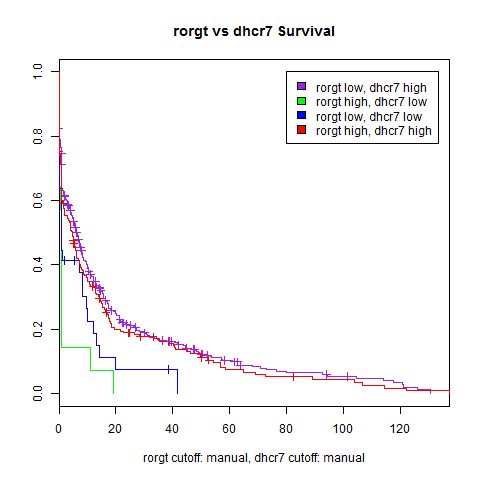 rorgt vs dhcr7 Survival
1.0
0.8
0.6
0.4
0.2
0.0
rorgt low, dhcr7 high
rorgt high, dhcr7 low
rorgt low, dhcr7 low
rorgt high, dhcr7 high
0 20 40 60 80 100 120
rorgt cutoff: manual, dhcr7 cutoff: manual